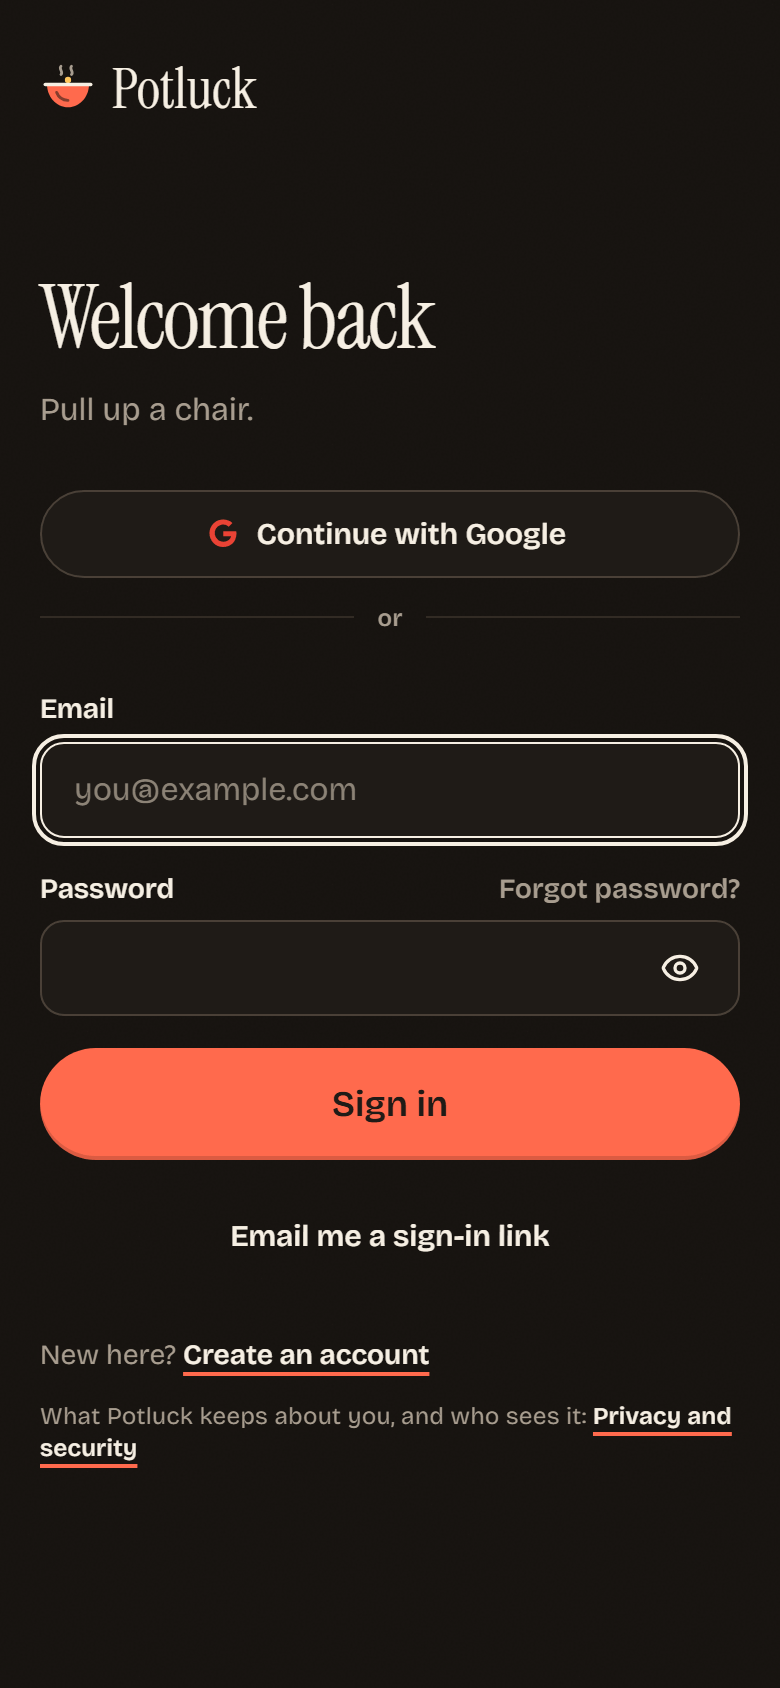 Potluck
Welcome back
Pull up a chair.
Continue with Google
or
Email
you@example.com
Password
Forgot password?
Sign in
Email me a sign-in link
New here? Create an account
What Potluck keeps about you, and who sees it: Privacy and
security